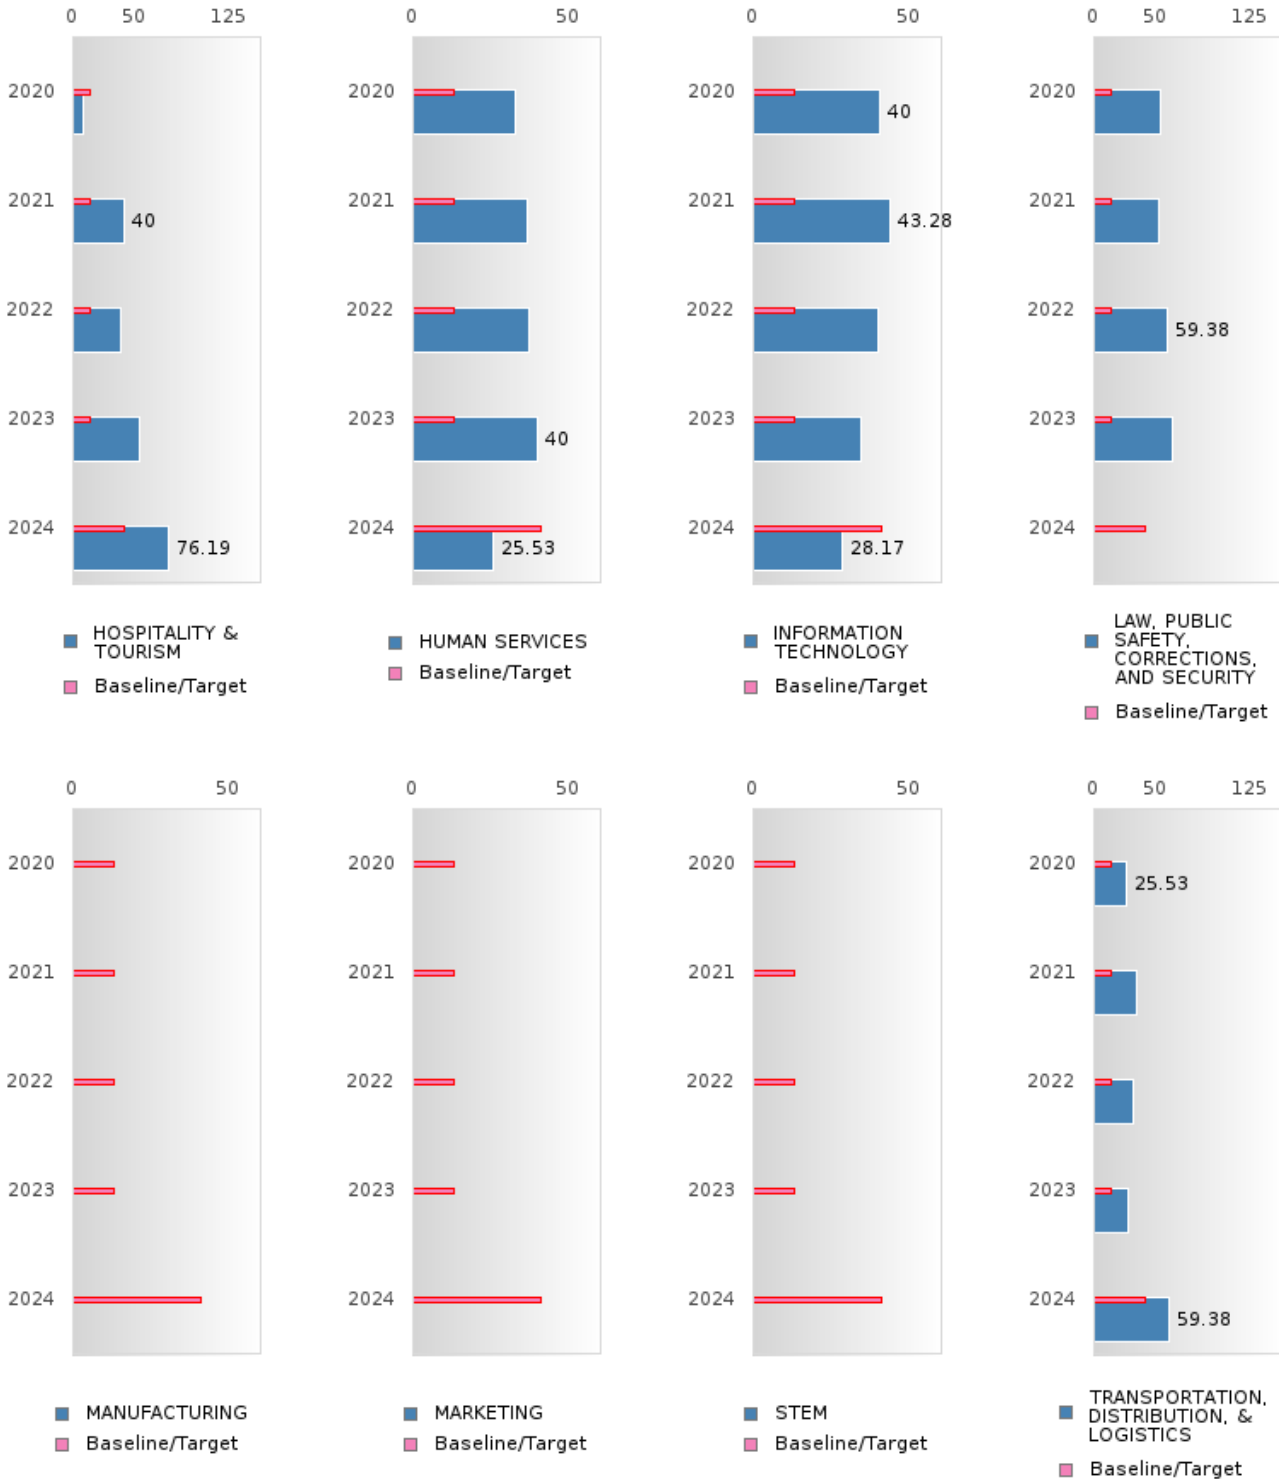 0 50 125
2020
2021
40
2022
2023
2024
76.19
HOSPITALITY &
TOURISM
Baseline/Target
0 50
2020
2021
2022
2023
40
2024
25.53
HUMAN SERVICES
Baseline/Target
0 50
2020
40
2021
43.28
2022
2023
2024
28.17
INFORMATION
TECHNOLOGY
Baseline/Target
0 50 125
2020
2021
2022
59.38
2023
2024
LAW, PUBLIC
SAFETY,
CORRECTIONS,
AND SECURITY
Baseline/Target
0 50
2020
2021
2022
2023
2024
MANUFACTURING
Baseline/Target
0 50
2020
2021
2022
2023
2024
MARKETING
Baseline/Target
0 50
2020
2021
2022
2023
2024
STEM
Baseline/Target
0 50 125
2020
25.53
2021
2022
2023
2024
59.38
TRANSPORTATION,
DISTRIBUTION, &
LOGISTICS
Baseline/Target